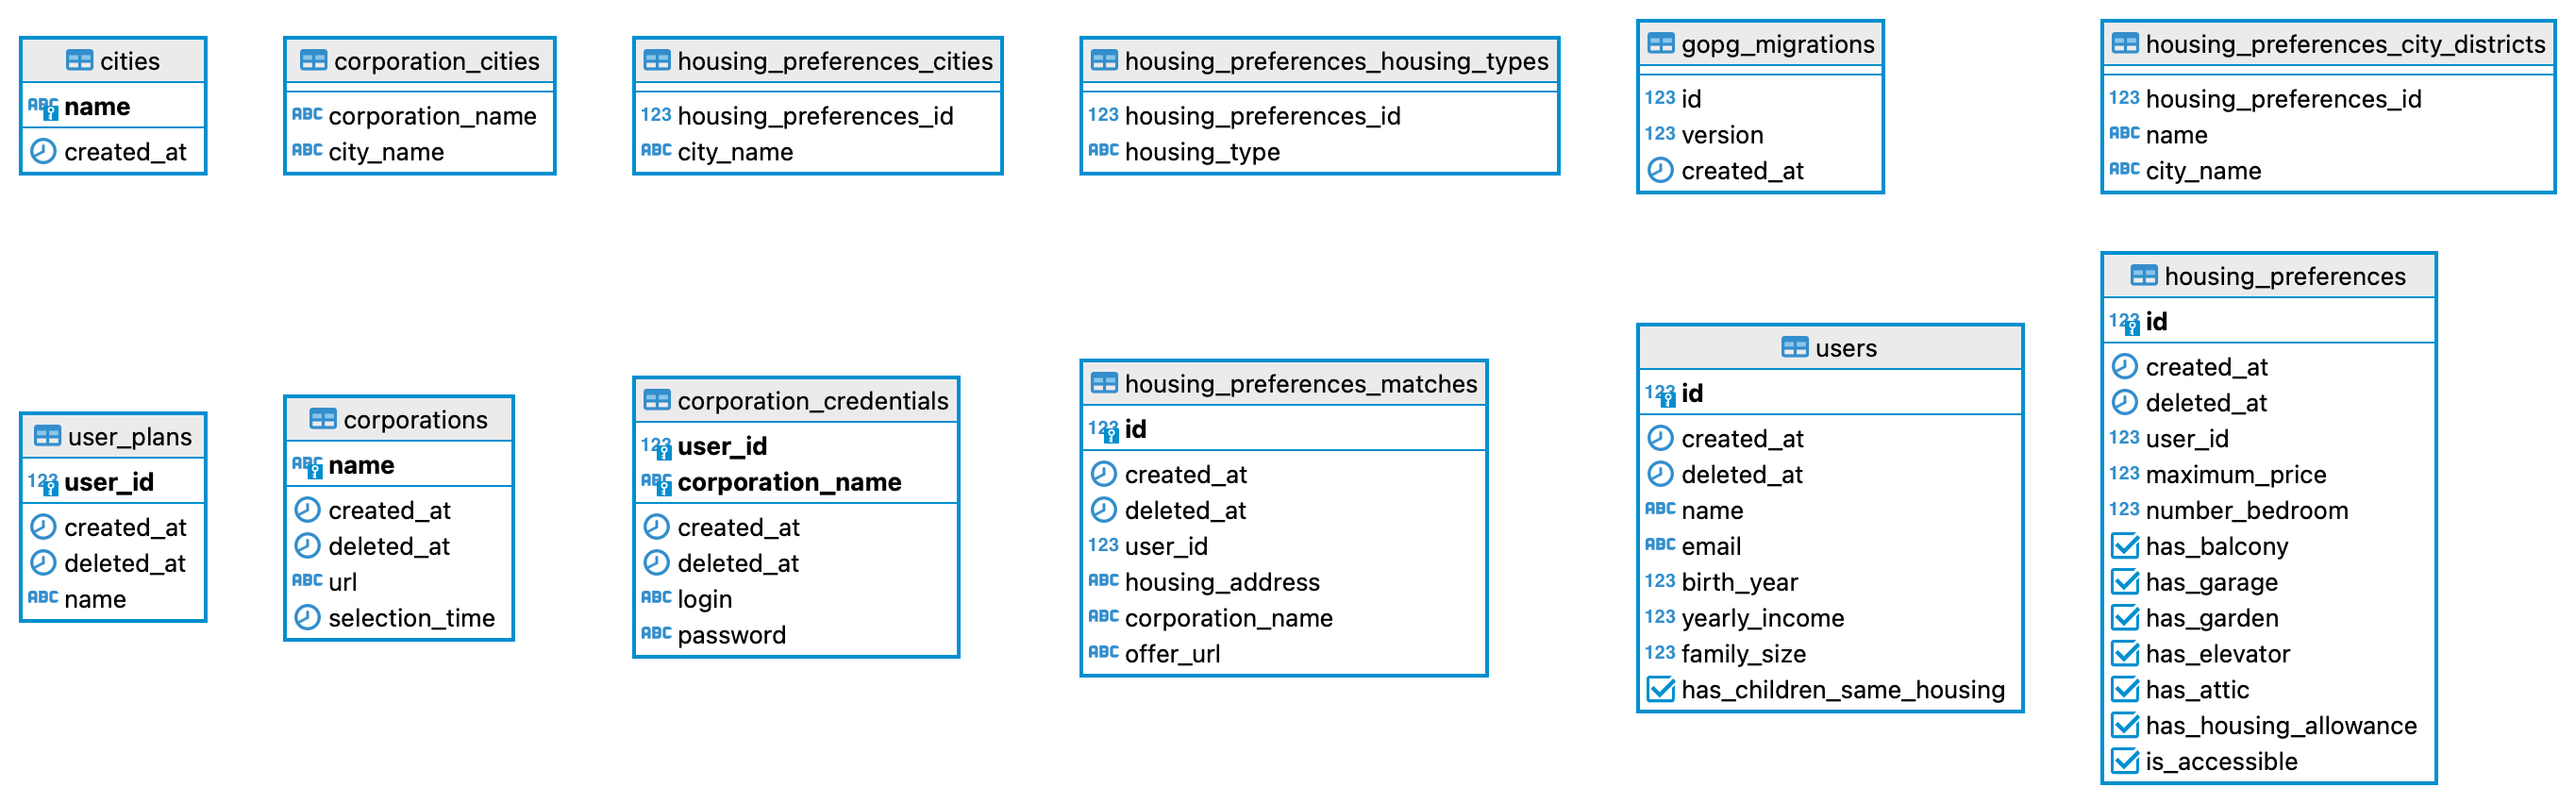 cities
ABC name
created_at
corporation_cities
ABC corporation_name
ABC city_name
housing_preferences_cities
123 housing_preferences_id
ABC city_name
housing_preferences_housing_types
123 housing_preferences_id
ABC housing_type
gopg_migrations
123 id
123 version
created_at
housing_preferences_city_districts
123 housing_preferences_id
ABC name
ABC city_name
user_plans
123 user_id
created_at
deleted_at
ABC name
corporations
ABC name
created_at
deleted_at
ABC url
selection_time
corporation_credentials
123 user_id
ABC corporation_name
created_at
deleted_at
ABC login
ABC password
housing_preferences_matches
123 id
created_at
deleted_at
123 user_id
ABC housing_address
ABC corporation_name
ABC offer_url
users
123 id
created_at
deleted_at
ABC name
ABC email
123 birth_year
123 yearly_income
123 family_size
has_children_same_housing
housing_preferences
123 id
created_at
deleted_at
123 user_id
123 maximum_price
123 number_bedroom
has_balcony
has_garage
has_garden
has_elevator
has_attic
has_housing_allowance
is_accessible